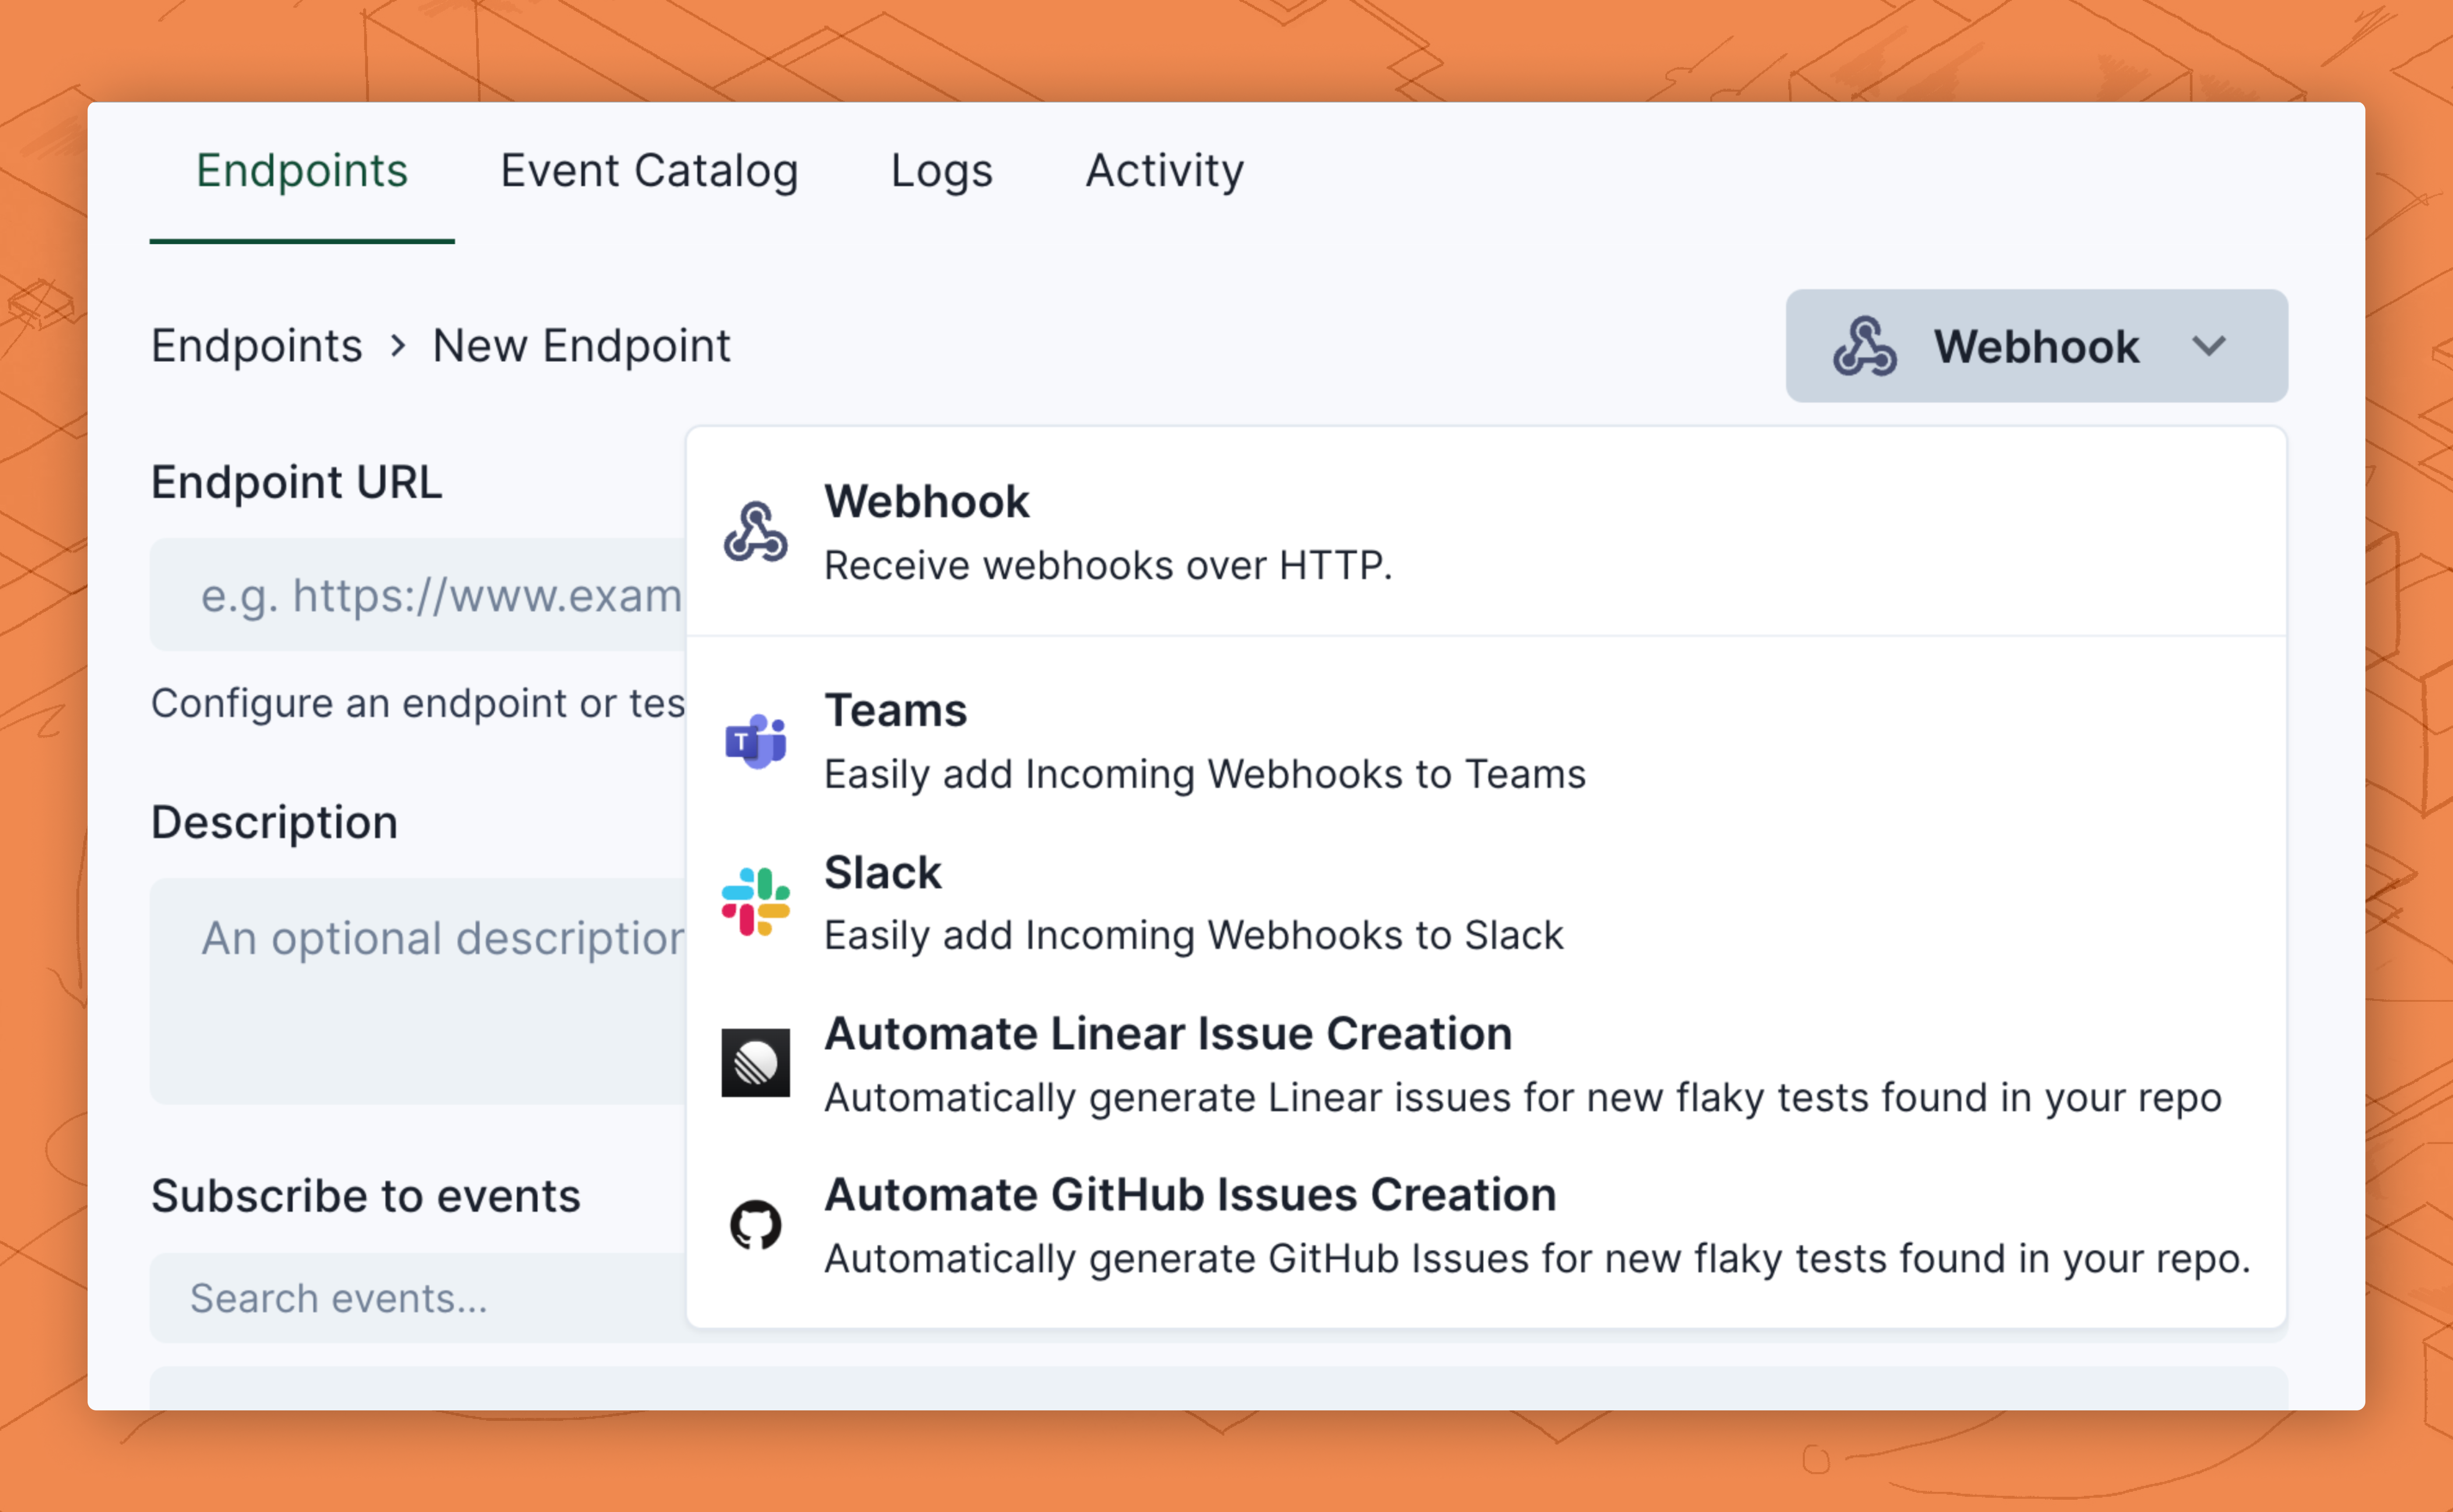 Endpoints Event Catalog Logs Activity
Endpoints > New Endpoint
Webhook
Endpoint URL
e.g. https://www.exam
Configure an endpoint or tes
Description
An optional description
Subscribe to events
Search events...
Webhook
Receive webhooks over HTTP.
T
Teams
Easily add Incoming Webhooks to Teams
Slack
Easily add Incoming Webhooks to Slack
Automate Linear Issue Creation
Automatically generate Linear issues for new flaky tests found in your repo
Automate GitHub Issues Creation
Automatically generate GitHub Issues for new flaky tests found in your repo.